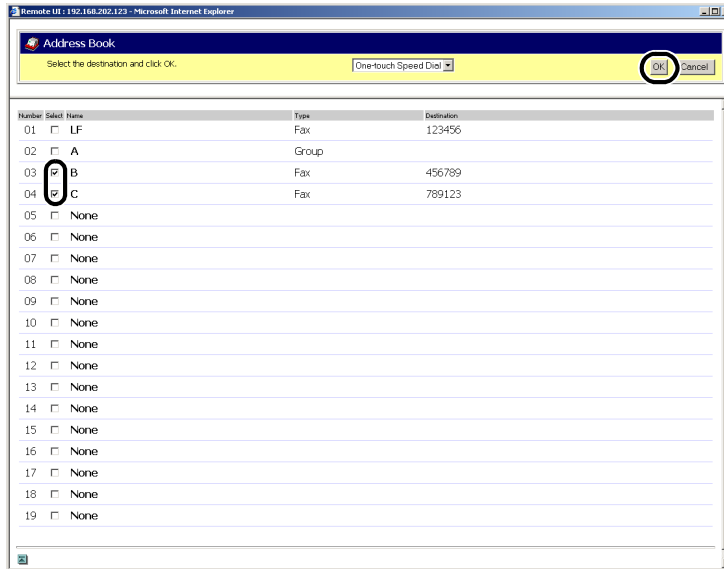 Remote UI : 192.168.202.123 - Microsoft Internet Explorer
Address Book
Select the destination and click OK. One-touch Speed Dial OK Cancel
Number Select Name Type Destination
01 LF Fax 123456
02 A Group
03 B Fax 456789
04 C Fax 789123
05 None
06 None
07 None
08 None
09 None
10 None
11 None
12 None
13 None
14 None
15 None
16 None
17 None
18 None
19 None